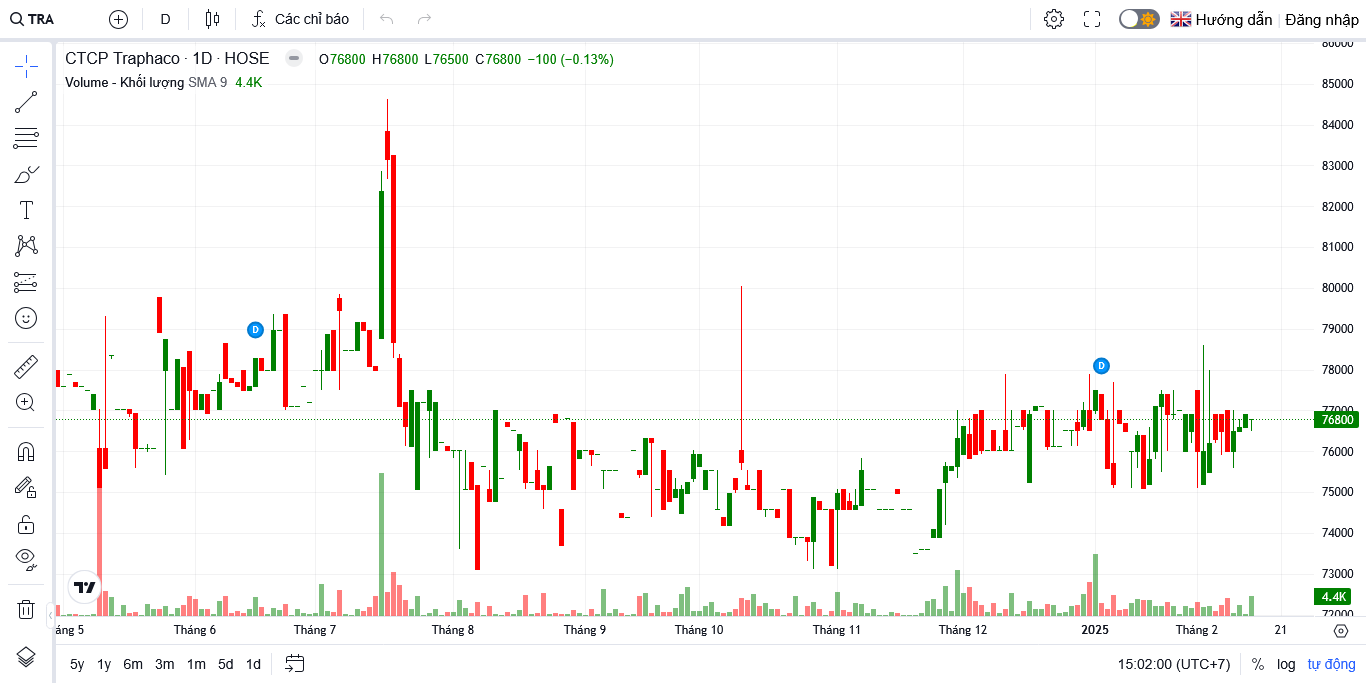 TRA D Các chỉ báo Hướng dẫn Đăng nhập
CTCP Traphaco · 1D · HOSE O76800 H76800 L76500 C76800 −100 (−0.13%)
Volume - Khối lượng SMA 9 4.4K
86000
85000
84000
83000
82000
81000
80000
79000
D
78000
D
77000
76800
76000
75000
74000
73000
4.4K
72000
áng 5 Tháng 6 Tháng 7 Tháng 8 Tháng 9 Tháng 10 Tháng 11 Tháng 12 2025 Tháng 2 21
5y 1y 6m 3m 1m 5d 1d 15:02:00 (UTC+7) % log tự động